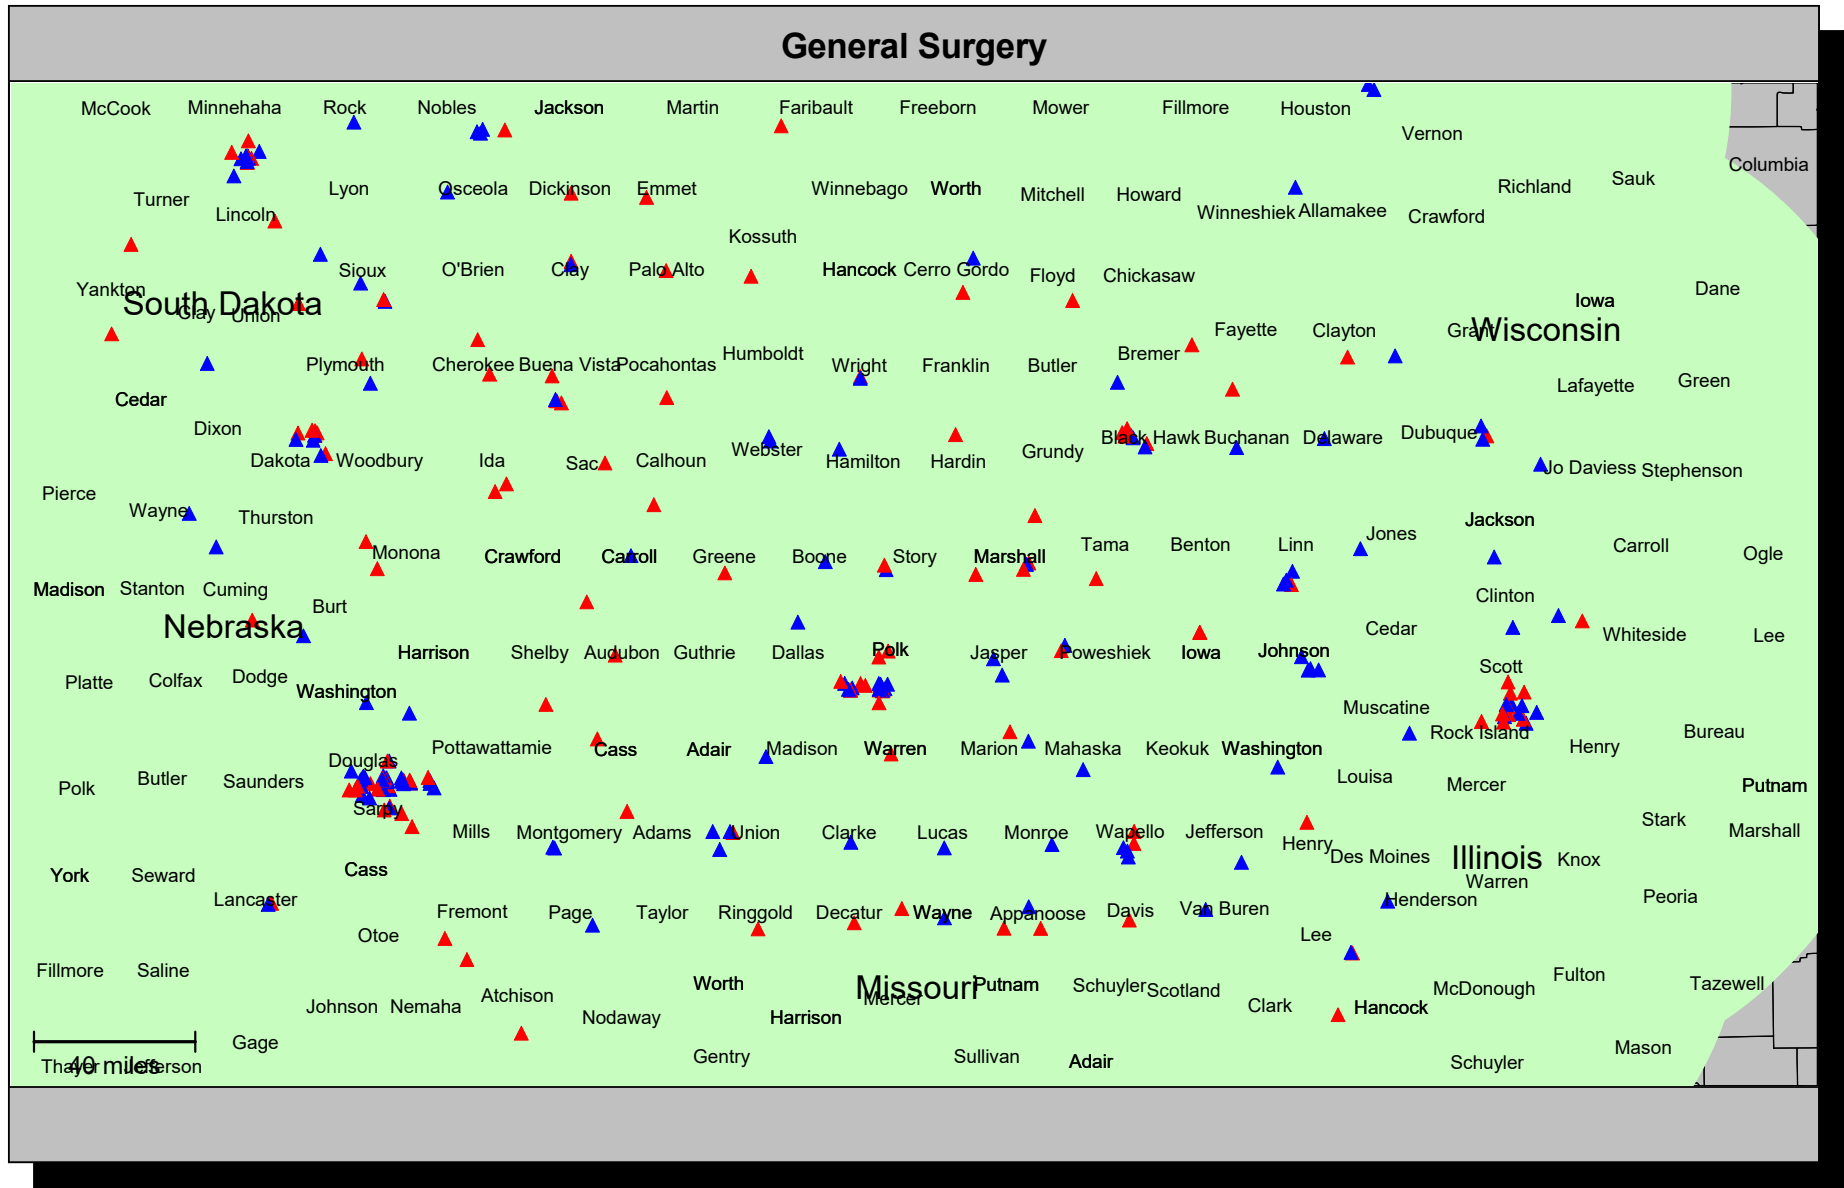 General Surgery
McCook Minnehaha Rock Nobles Jackson Martin Faribault Freeborn Mower Fillmore Houston
Vernon
Columbia
Turner Lyon Osceola Dickinson Emmet Winnebago Worth Mitchell Howard Richland Sauk
Lincoln Winneshiek Allamakee Crawford
Kossuth
Yankton Sioux O'Brien Clay Palo Alto Hancock Cerro Gordo Floyd Chickasaw Dane
South Dakota Iowa
Clay Union Fayette Clayton Grant Wisconsin
Plymouth Cherokee Buena Vista Pocahontas Humboldt Wright Franklin Butler Bremer
Cedar Lafayette Green
Dixon Black Hawk Buchanan Delaware Dubuque
Dakota Woodbury Ida Sac Calhoun Webster Hamilton Hardin Grundy Jo Daviess Stephenson
Pierce
Wayne Thurston Jackson
Monona Crawford Carroll Greene Boone Story Marshall Tama Benton Linn Jones Carroll Ogle
Madison Stanton Cuming Clinton
Burt
Nebraska Cedar Whiteside Lee
Harrison Shelby Audubon Guthrie Dallas Polk Jasper Poweshiek Iowa Johnson Scott
Platte Colfax Dodge
Washington Muscatine
Rock Island Bureau
Pottawattamie Cass Adair Madison Warren Marion Mahaska Keokuk Washington Henry
Douglas
Polk Butler Saunders Louisa Mercer Putnam
Sarpy
Mills Montgomery Adams Union Clarke Lucas Monroe Wapello Jefferson Stark Marshall
Henry
Des Moines Illinois Knox
York Seward Cass Warren
Lancaster Henderson Peoria
Fremont Page Taylor Ringgold Decatur Wayne Appanoose Davis Van Buren
Otoe Lee
Fillmore Saline Fulton
Worth Missouri Putnam Schuyler Scotland McDonough Tazewell
Johnson Nemaha Atchison Mercer Clark Hancock
Nodaway Harrison
Gage Mason
Gentry Sullivan Adair Schuyler
Thayer Jefferson
40 miles